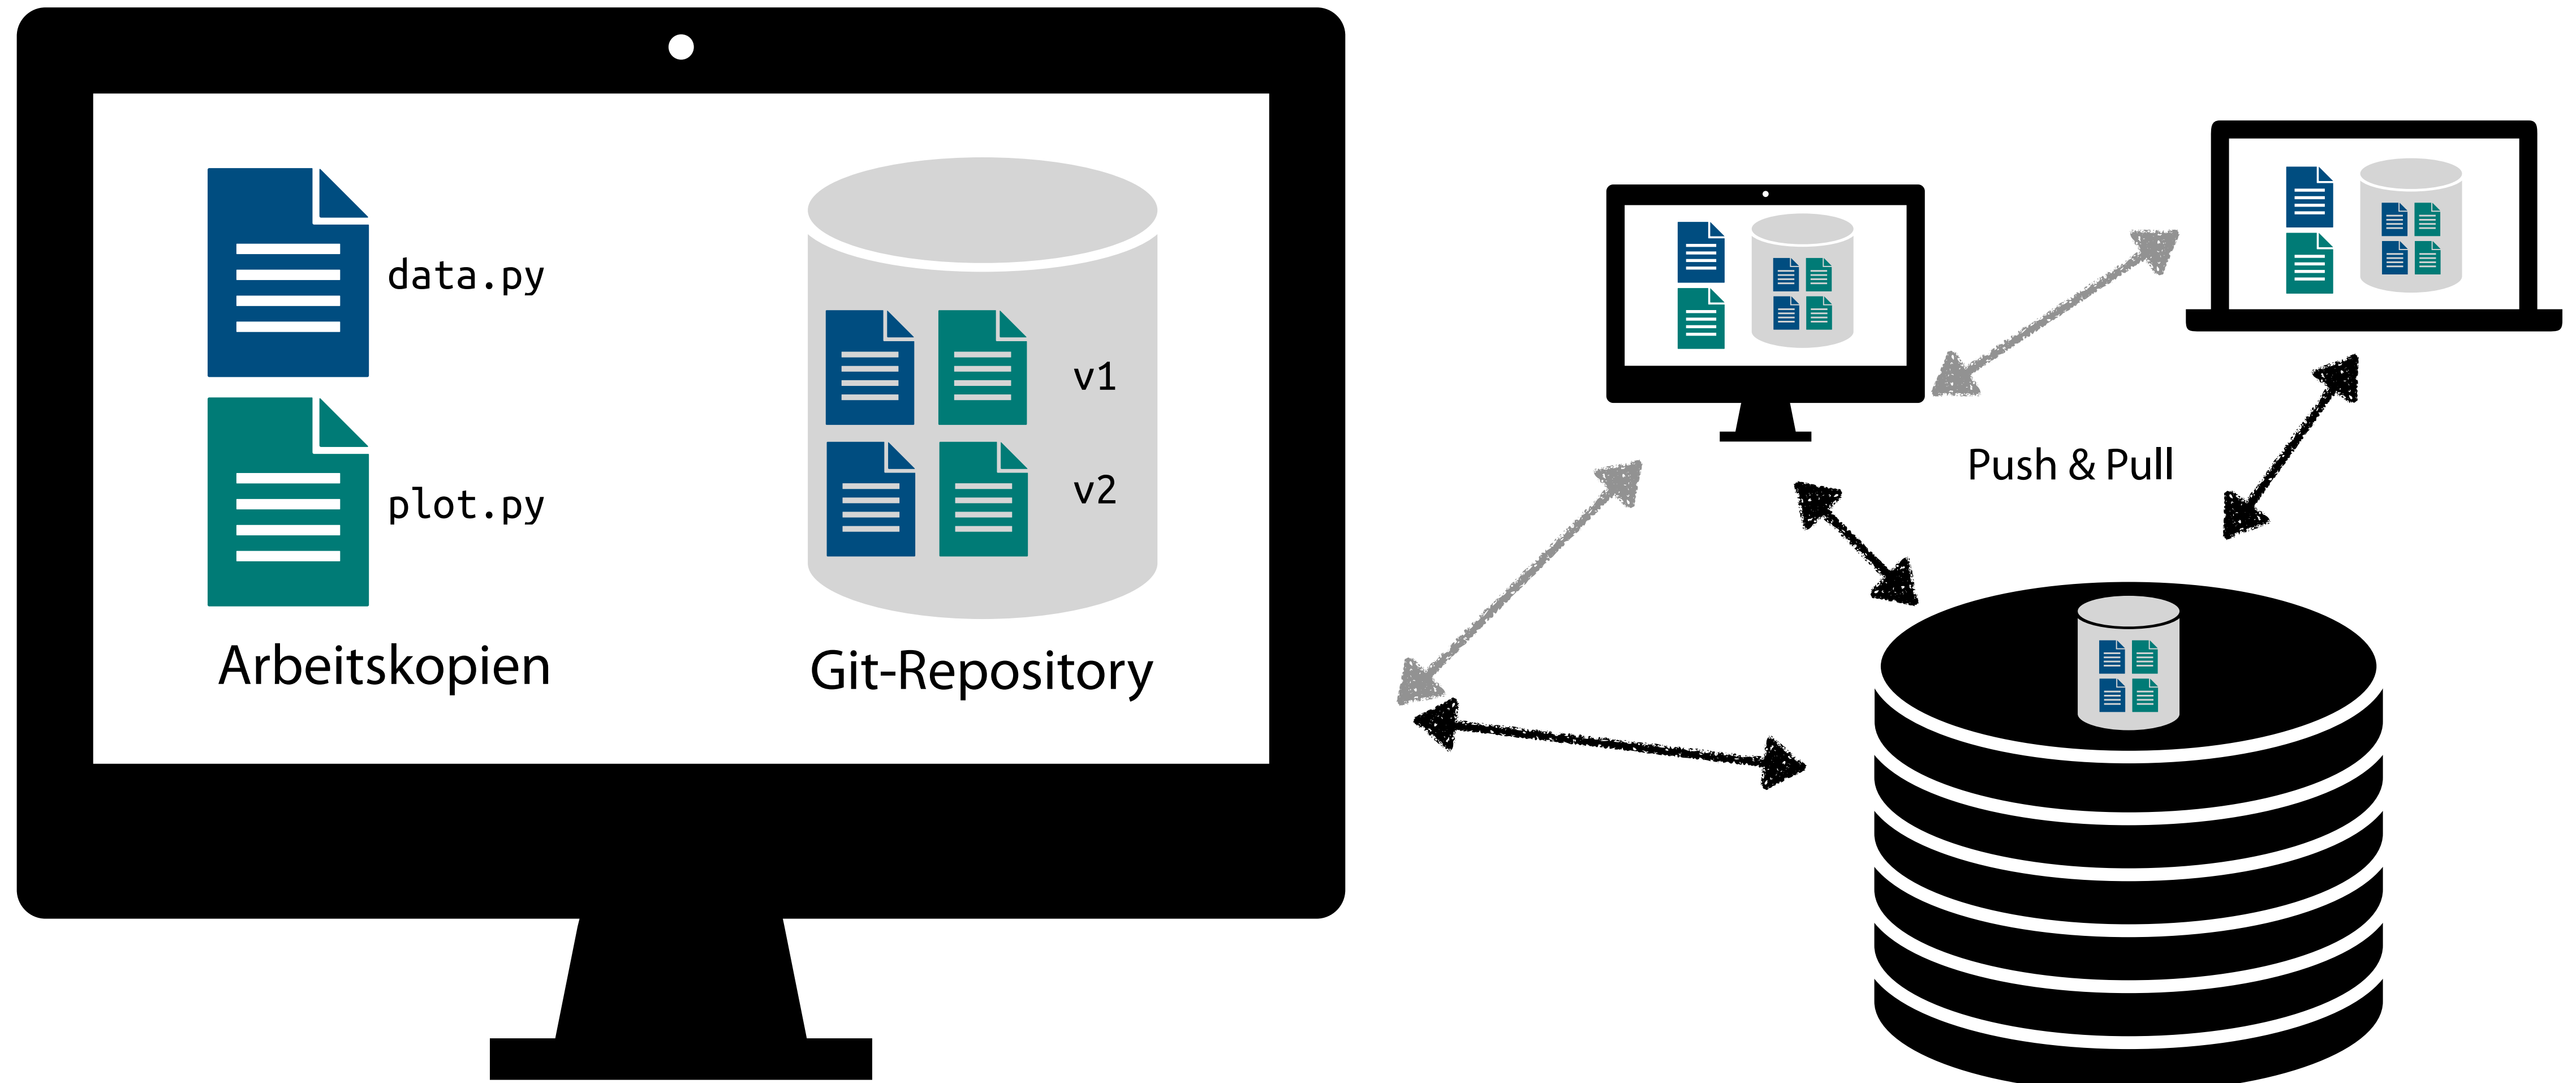 data.py
plot.py
Arbeitskopien
v1
v2
Git-Repository
Push & Pull